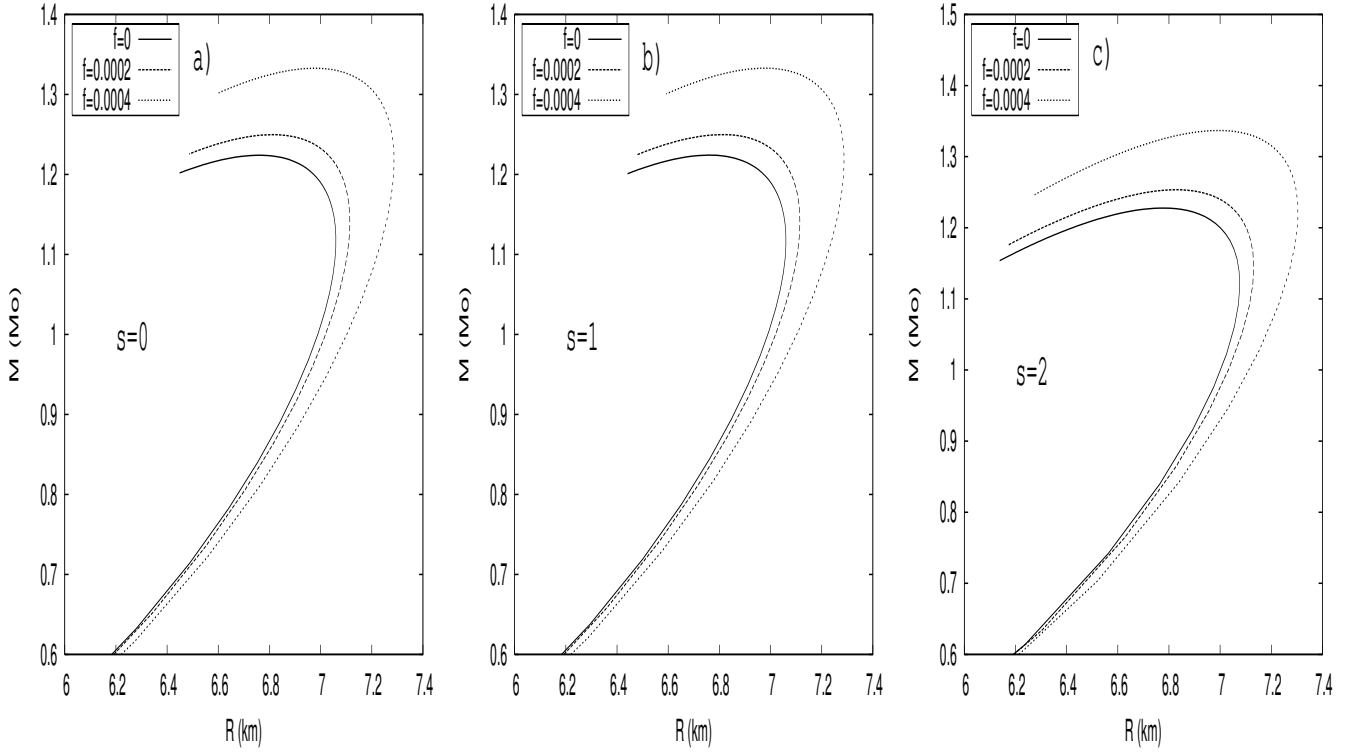 a)
f=0
f=0.0002
f=0.0004
1.4
1.3
1.2
1.1
1
0.9
0.8
0.7
0.6
M (Mo)
s=0
6 6.2 6.4 6.6 6.8 7 7.2 7.4
R (km)
b)
f=0
f=0.0002
f=0.0004
1.4
1.3
1.2
1.1
1
0.9
0.8
0.7
0.6
M (Mo)
s=1
6 6.2 6.4 6.6 6.8 7 7.2 7.4
R (km)
c)
f=0
f=0.0002
f=0.0004
1.5
1.4
1.3
1.2
1.1
1
0.9
0.8
0.7
0.6
M (Mo)
s=2
6 6.2 6.4 6.6 6.8 7 7.2 7.4
R (km)